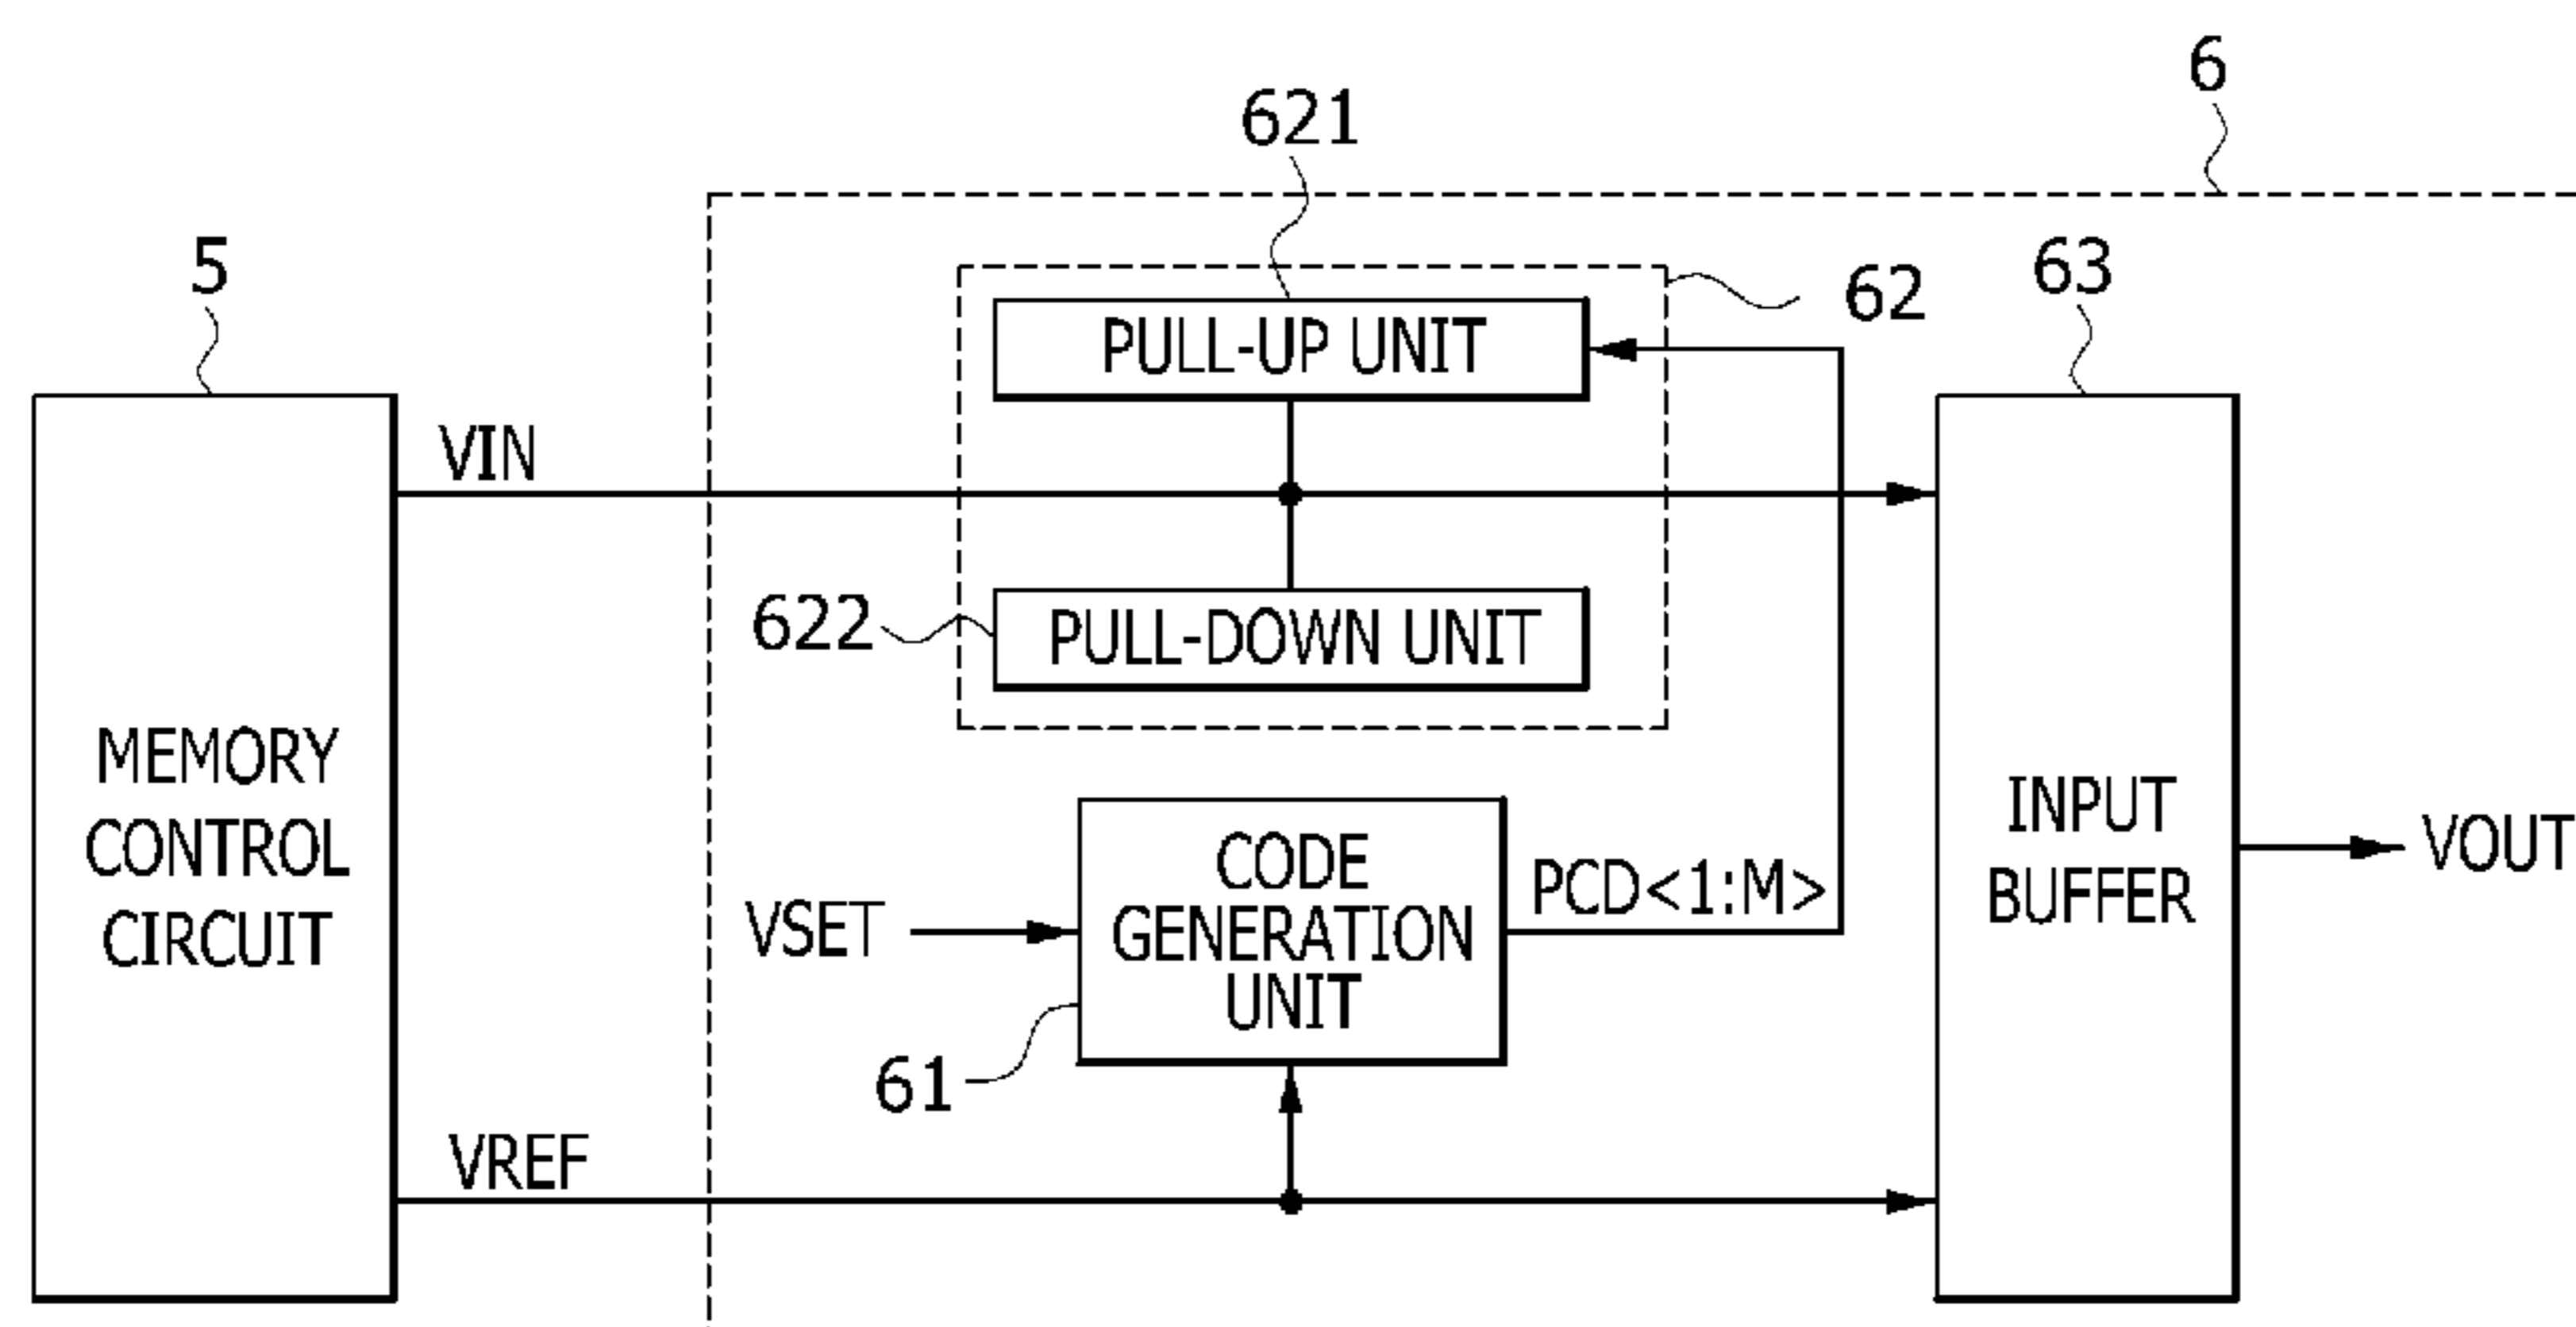 6
621
5
62
63
PULL-UP UNIT
VIN
622
PULL-DOWN UNIT
MEMORY
CONTROL
CIRCUIT
CODE
GENERATION
UNIT
VSET
PCD<1:M>
INPUT
BUFFER
VOUT
61
VREF